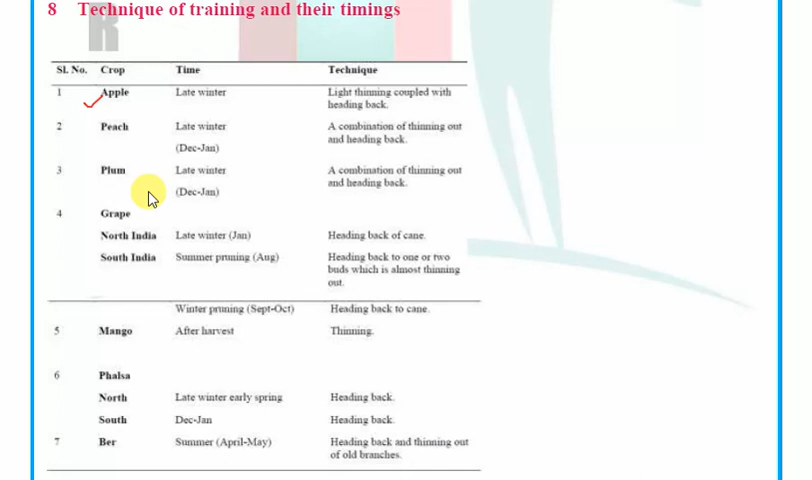 8 Technique of training and their timings
R
Sl. No. Crop Time Technique
1 Apple Late winter Light thinning coupled with
heading back.
2 Peach Late winter A combination of thinning out
and heading back.
(Dec-Jan)
3 Plum Late winter A combination of thinning out
and heading back.
(Dec-Jan)
4 Grape
North India Late winter (Jan) Heading back of cane.
South India Summer pruning (Aug) Heading back to one or two
buds which is almost thinning
out.
Winter pruning (Sept-Oct) Heading back to cane.
5 Mango After harvest Thinning.
6 Phalsa
North Late winter early spring Heading back.
South Dec-Jan Heading back.
7 Ber Summer (April-May) Heading back and thinning out
of old branches.